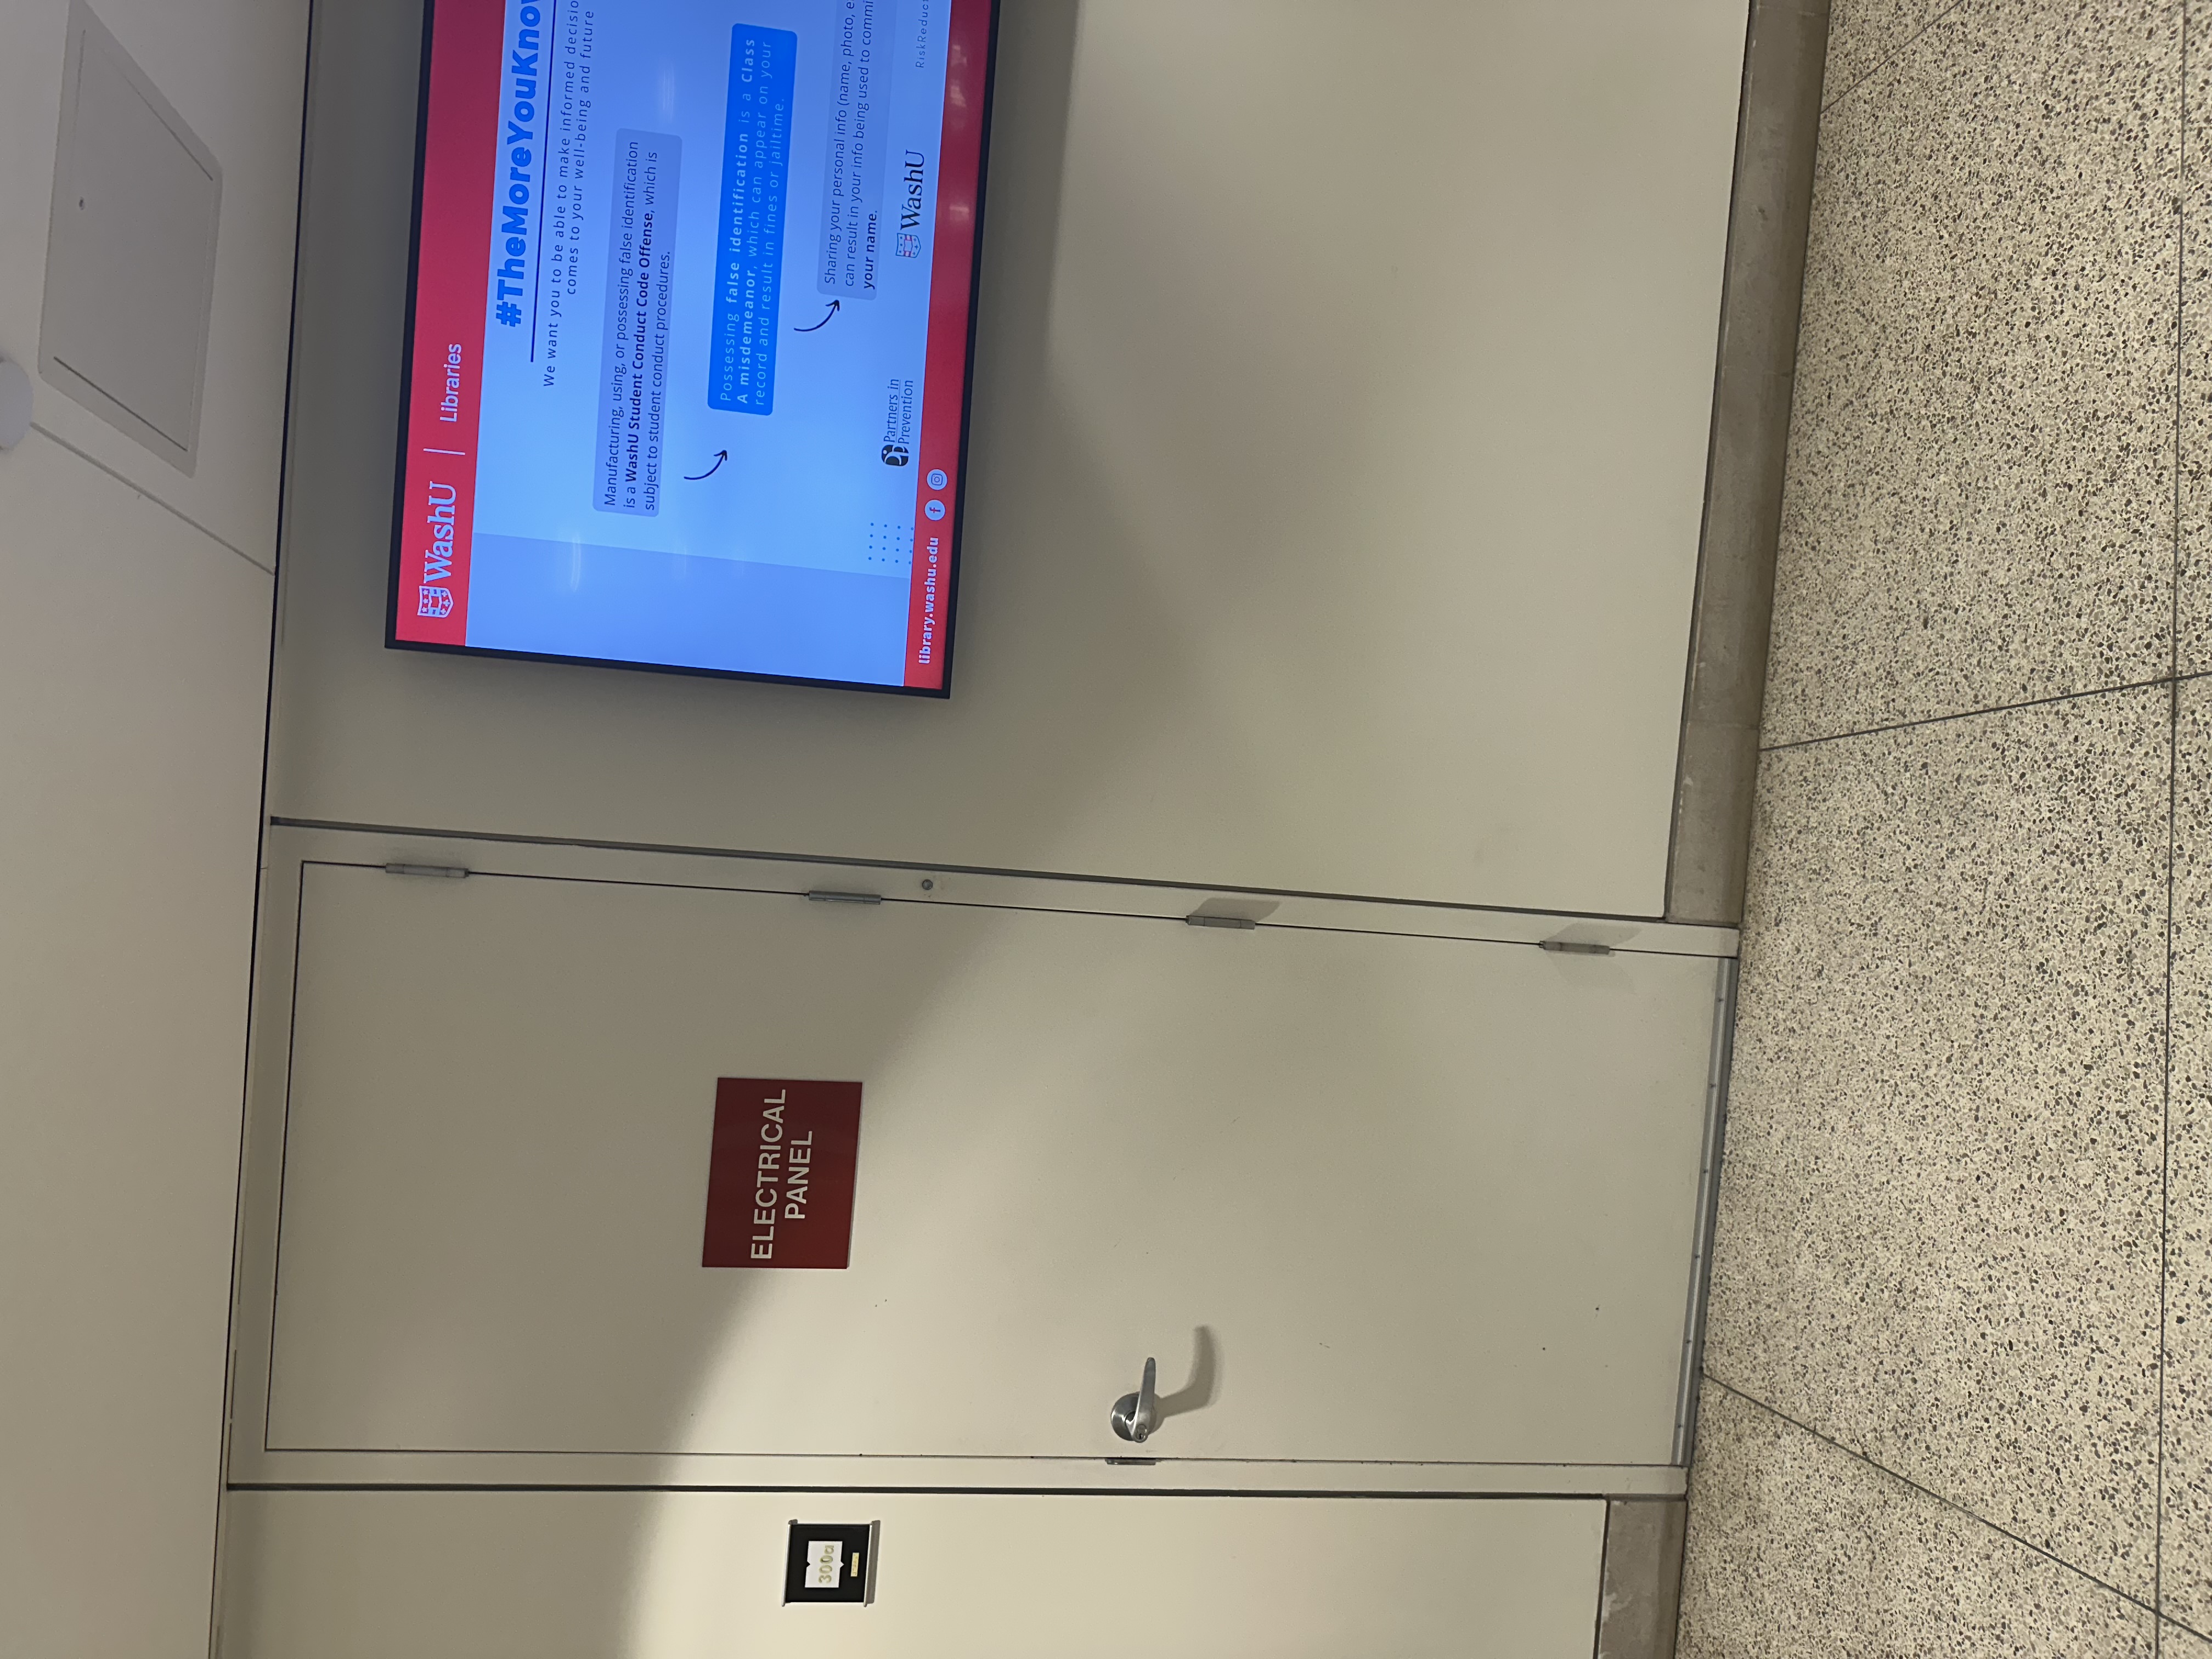 300a
ELECTRICAL
PANEL
WashU
Libraries
#TheMoreYouKno
We want you to be able to make informed decisio
comes to your well-being and future
Manufacturing, using, or possessing false identification
is a WashU Student Conduct Code Offense, which is
subject to student conduct procedures.
Possessing false identification is a Class
A misdemeanor, which can appear on your
record and result in fines or jailtime.
Sharing your personal info (name, photo, e
can result in your info being used to commi
your name.
Partners in
Prevention
WashU
RiskReduc
library.washu.edu